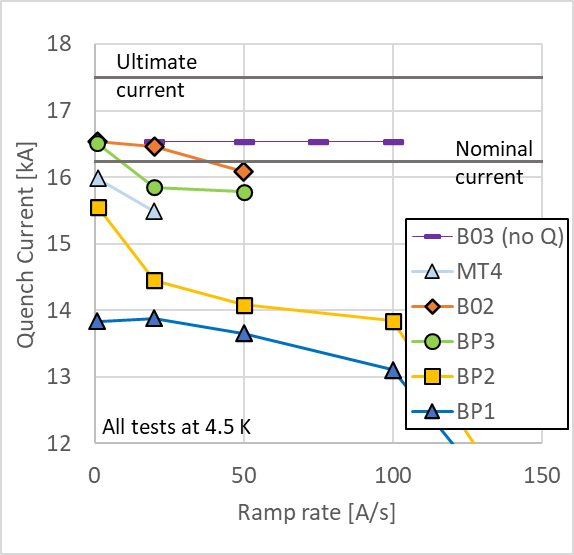 18
17
16
15
14
13
12
Quench Current [kA]
Ultimate
current
Nominal
current
B03 (no Q)
MT4
B02
BP3
BP2
BP1
All tests at 4.5 K
0
50
100
150
Ramp rate [A/s]